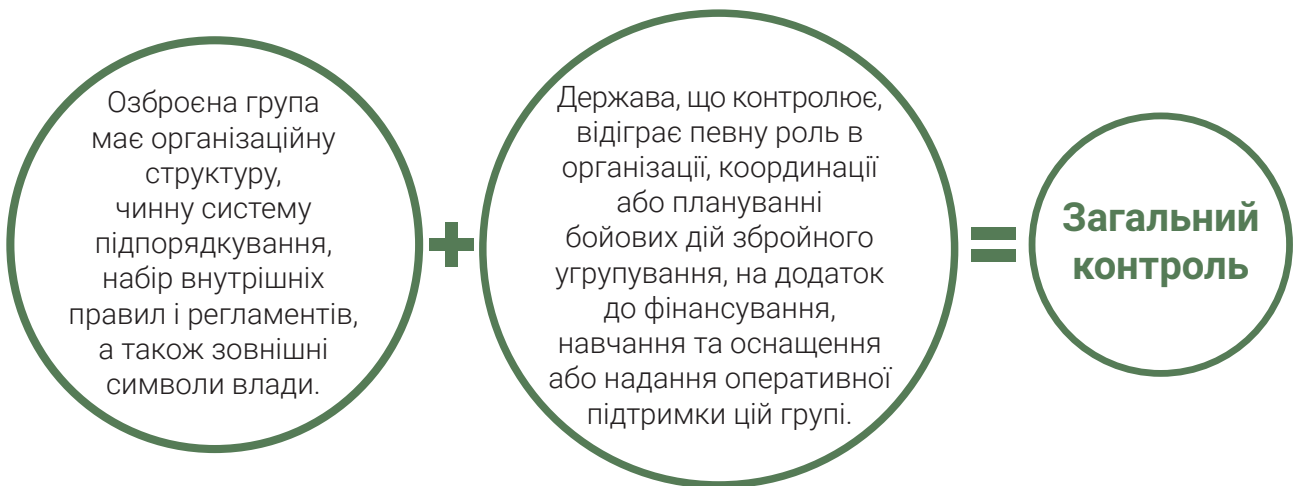 Озброєна група
має організаційну
структуру,
чинну систему
підпорядкування,
набір внутрішніх
правил і регламентів,
а також зовнішні
символи влади.
+
Держава, що контролює,
відіграє певну роль в
організації, координації
або плануванні
бойових дій збройного
угрупування, на додаток
до фінансування,
навчання та оснащення
або надання оперативної
підтримки цій групі.
=
Загальний
контроль